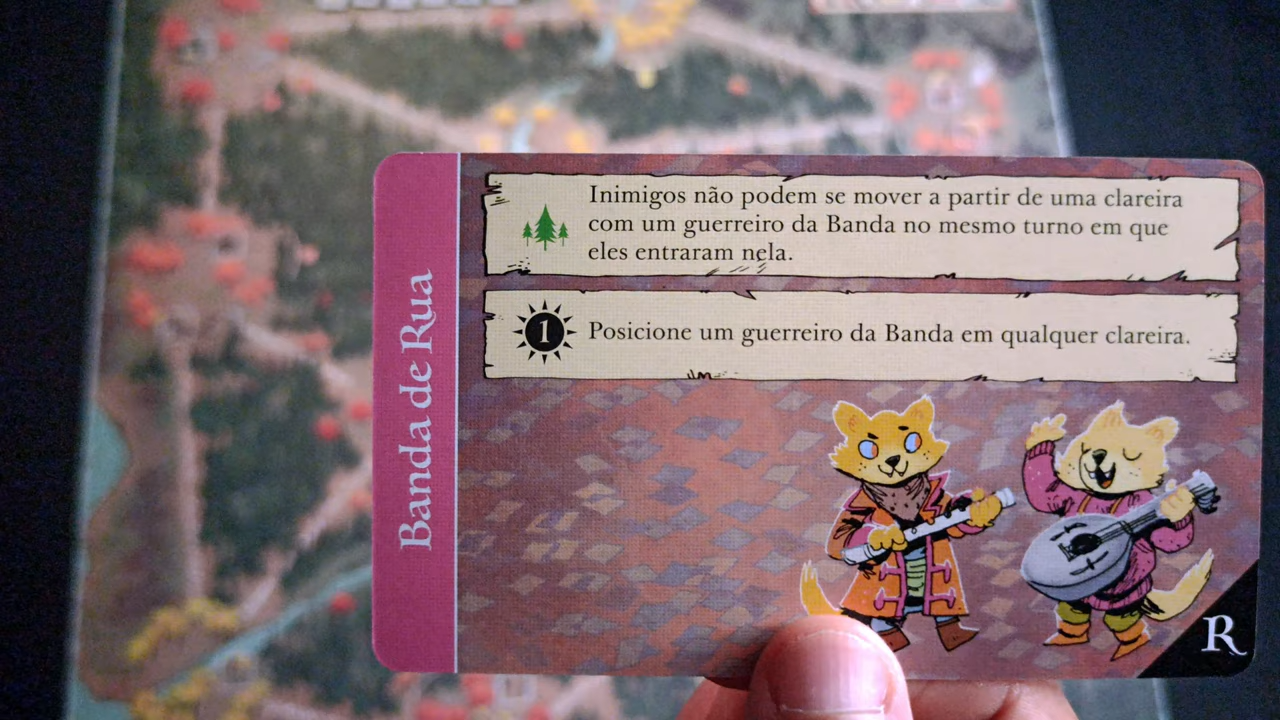 Banda de Rua
Inimigos não podem se mover a partir de uma clareira
com um guerreiro da Banda no mesmo turno em que
eles entraram nela.
1
Posicione um guerreiro da Banda em qualquer clareira.
R